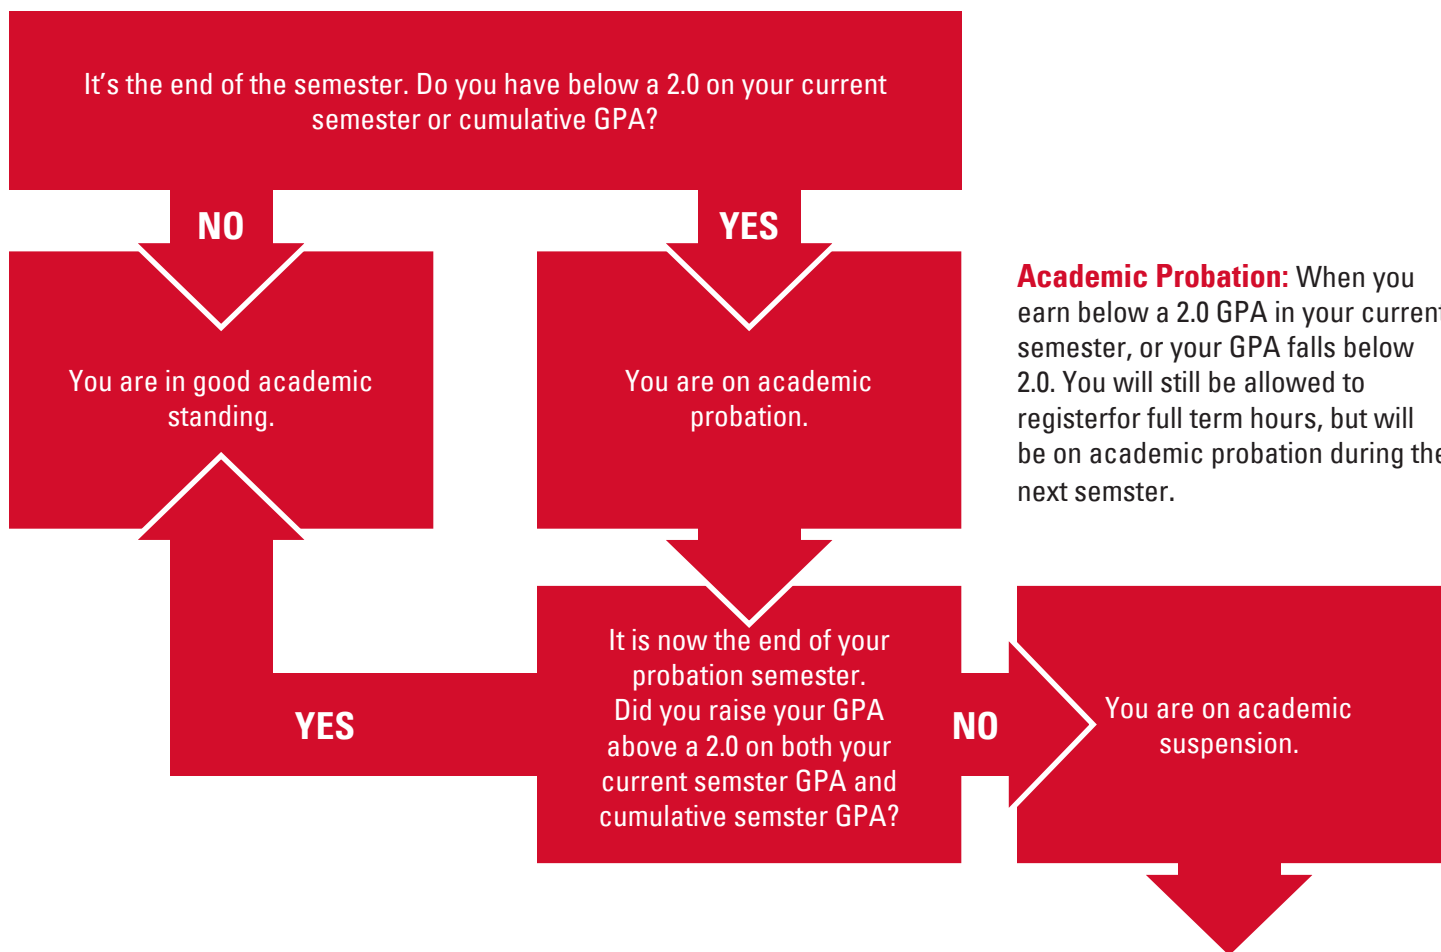 It’s the end of the semester. Do you have below a 2.0 on your current
semester or cumulative GPA?
NO
YES
You are in good academic
standing.
You are on academic
probation.
Academic Probation: When you
earn below a 2.0 GPA in your current
semester, or your GPA falls below
2.0. You will still be allowed to
registerfor full term hours, but will
be on academic probation during the
next semster.
It is now the end of your
probation semester.
Did you raise your GPA
above a 2.0 on both your
current semster GPA and
cumulative semster GPA?
YES
NO
You are on academic
suspension.